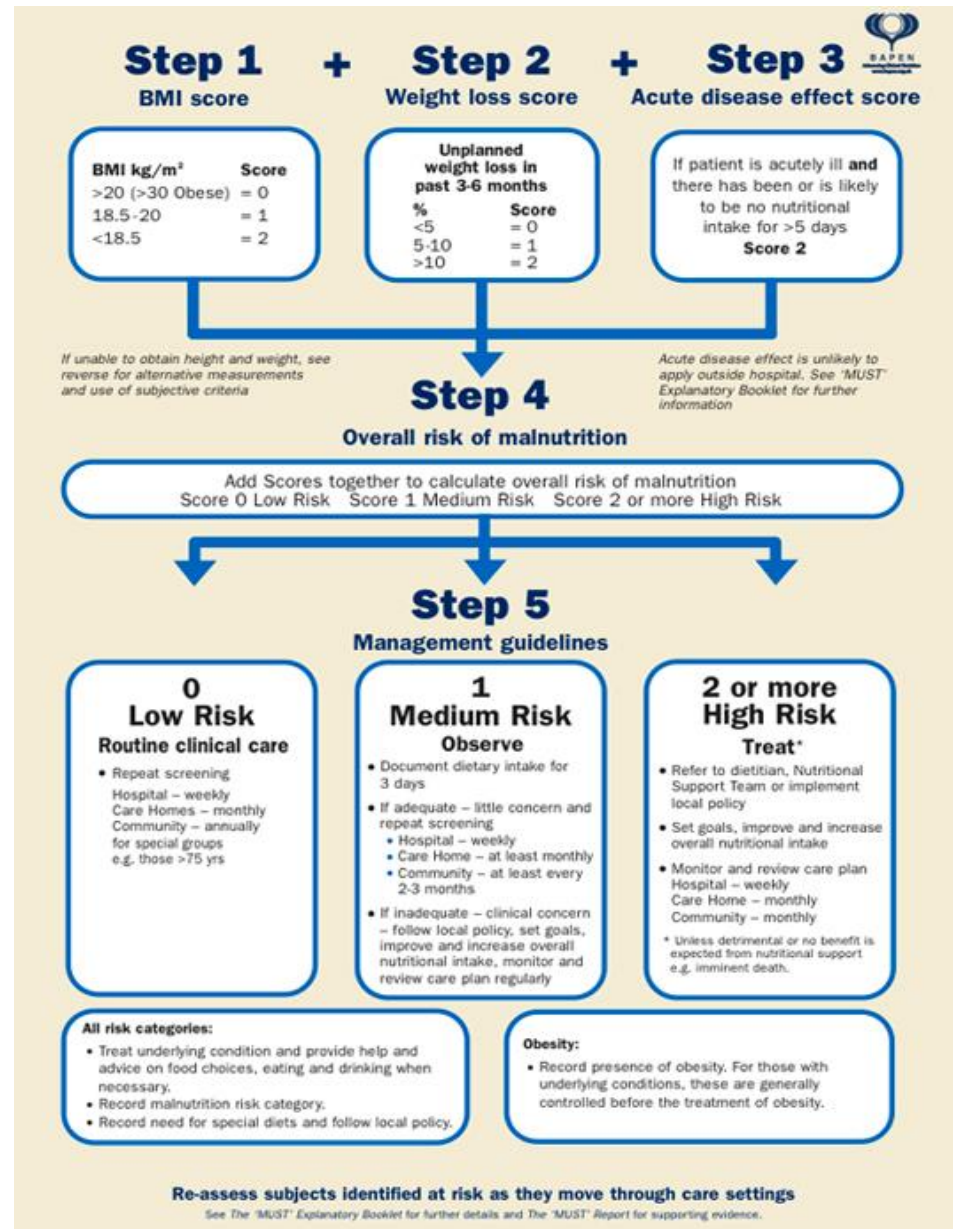 Step 1 + Step 2 + Step 3
BAPEN
BMI score
Weight loss score
Acute disease effect score
BMI kg/m² Score
>20 (>30 Obese) = 0
18.5-20 = 1
<18.5 = 2
Unplanned
weight loss in
past 3-6 months
% Score
<5 = 0
5-10 = 1
>10 = 2
If patient is acutely ill and
there has been or is likely
to be no nutritional
intake for >5 days
Score 2
If unable to obtain height and weight, see
reverse for alternative measurements
and use of subjective criteria
Acute disease effect is unlikely to
apply outside hospital. See 'MUST'
Explanatory Booklet for further
information
Step 4
Overall risk of malnutrition
Add Scores together to calculate overall risk of malnutrition
Score 0 Low Risk Score 1 Medium Risk Score 2 or more High Risk
Step 5
Management guidelines
0
Low Risk
Routine clinical care
• Repeat screening
Hospital – weekly
Care Homes – monthly
Community – annually
for special groups
e.g. those >75 yrs
1
Medium Risk
Observe
• Document dietary intake for
3 days
• If adequate – little concern and
repeat screening
• Hospital – weekly
• Care Home – at least monthly
• Community – at least every
2-3 months
• If inadequate – clinical concern
– follow local policy, set goals,
improve and increase overall
nutritional intake, monitor and
review care plan regularly
2 or more
High Risk
Treat*
• Refer to dietitian, Nutritional
Support Team or implement
local policy
• Set goals, improve and increase
overall nutritional intake
• Monitor and review care plan
Hospital – weekly
Care Home – monthly
Community – monthly
* Unless detrimental or no benefit is
expected from nutritional support
e.g. imminent death.
All risk categories:
• Treat underlying condition and provide help and
advice on food choices, eating and drinking when
necessary.
• Record malnutrition risk category.
• Record need for special diets and follow local policy.
Obesity:
• Record presence of obesity. For those with
underlying conditions, these are generally
controlled before the treatment of obesity.
Re-assess subjects identified at risk as they move through care settings
See The 'MUST' Explanatory Booklet for further details and The 'MUST' Report for supporting evidence.